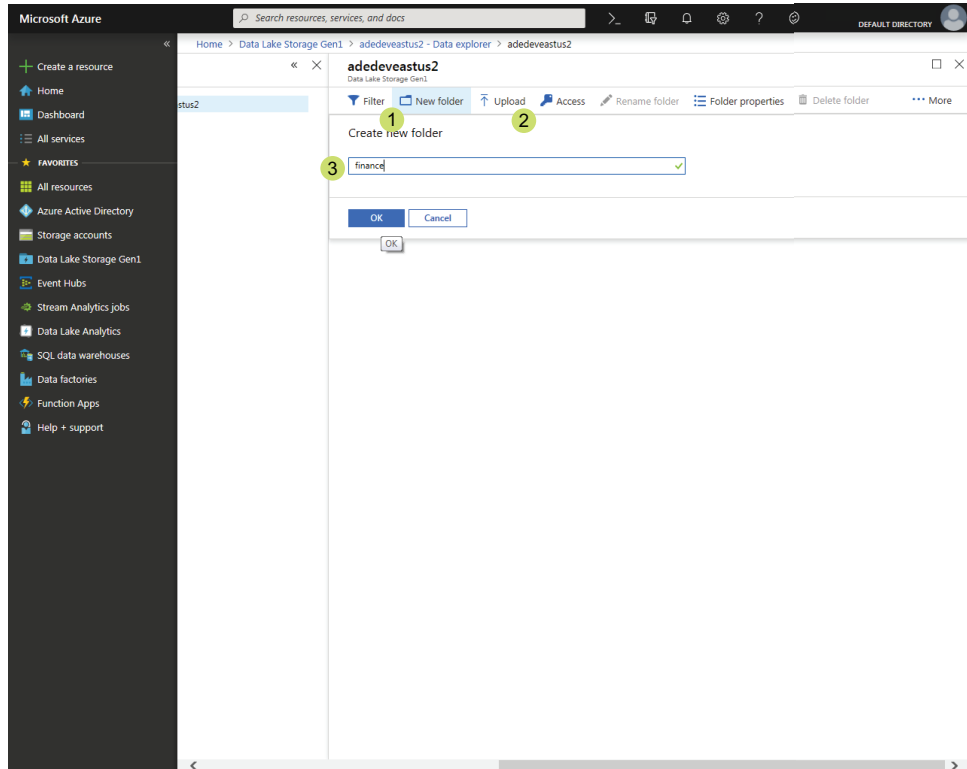 Microsoft Azure
Search resources, services, and docs
DEFAULT DIRECTORY
Home > Data Lake Storage Gen1 > adedeveastus2 - Data explorer > adedeveastus2
Create a resource
Home
Dashboard
All services
FAVORITES
All resources
Azure Active Directory
Storage accounts
Data Lake Storage Gen1
Event Hubs
Stream Analytics jobs
Data Lake Analytics
SQL data warehouses
Data factories
Function Apps
Help + support
stus2
adedeveastus2
Data Lake Storage Gen1
Filter New folder Upload Access Rename folder Folder properties Delete folder ··· More
1 2
Create new folder
3 finance
OK Cancel
OK